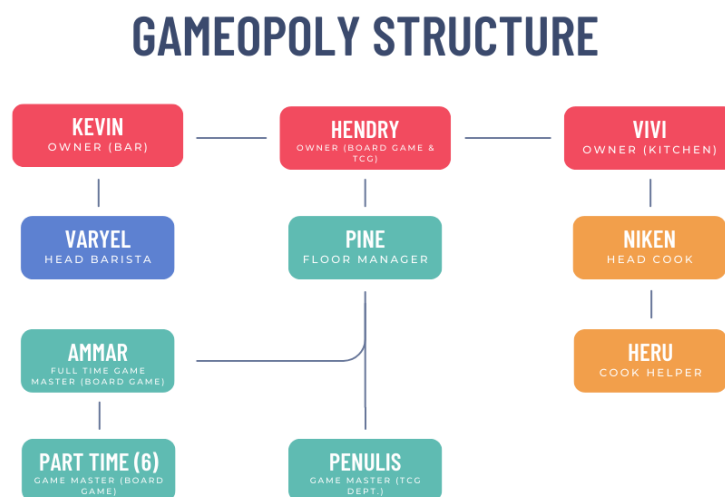 GAMEOPOLY STRUCTURE
KEVIN
OWNER (BAR)
HENDRY
OWNER (BOARD GAME &
TCG)
VIVI
OWNER (KITCHEN)
VARYEL
HEAD BARISTA
PINE
FLOOR MANAGER
NIKEN
HEAD COOK
AMMAR
FULL TIME GAME
MASTER (BOARD GAME)
HERU
COOK HELPER
PART TIME (6)
GAME MASTER (BOARD
GAME)
PENULIS
GAME MASTER (TCG
DEPT.)